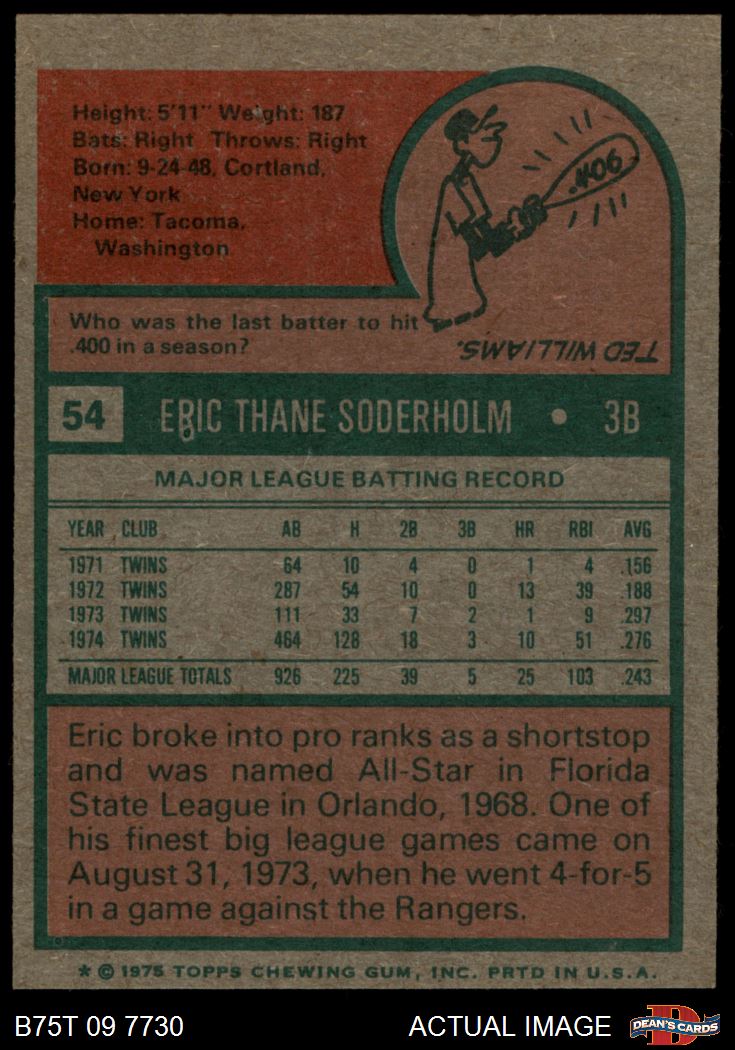 Height: 5'11" Weight: 187
Bats: Right Throws: Right
Born: 9-24-48, Cortland,
New York
Home: Tacoma,
Washington
.406
Who was the last batter to hit
.400 in a season?
TED WILLIAMS.
54 ERIC THANE SODERHOLM • 3B
MAJOR LEAGUE BATTING RECORD
YEAR CLUB AB H 2B 3B HR RBI AVG
1971 TWINS 64 10 4 0 1 4 .156
1972 TWINS 287 54 10 0 13 39 .188
1973 TWINS 111 33 7 2 1 9 .297
1974 TWINS 464 128 18 3 10 51 .276
MAJOR LEAGUE TOTALS 926 225 39 5 25 103 .243
Eric broke into pro ranks as a shortstop
and was named All-Star in Florida
State League in Orlando, 1968. One of
his finest big league games came on
August 31, 1973, when he went 4-for-5
in a game against the Rangers.
* © 1975 TOPPS CHEWING GUM, INC. PRTD IN U.S.A.
B75T 09 7730 ACTUAL IMAGE D DEAN'S CARDS